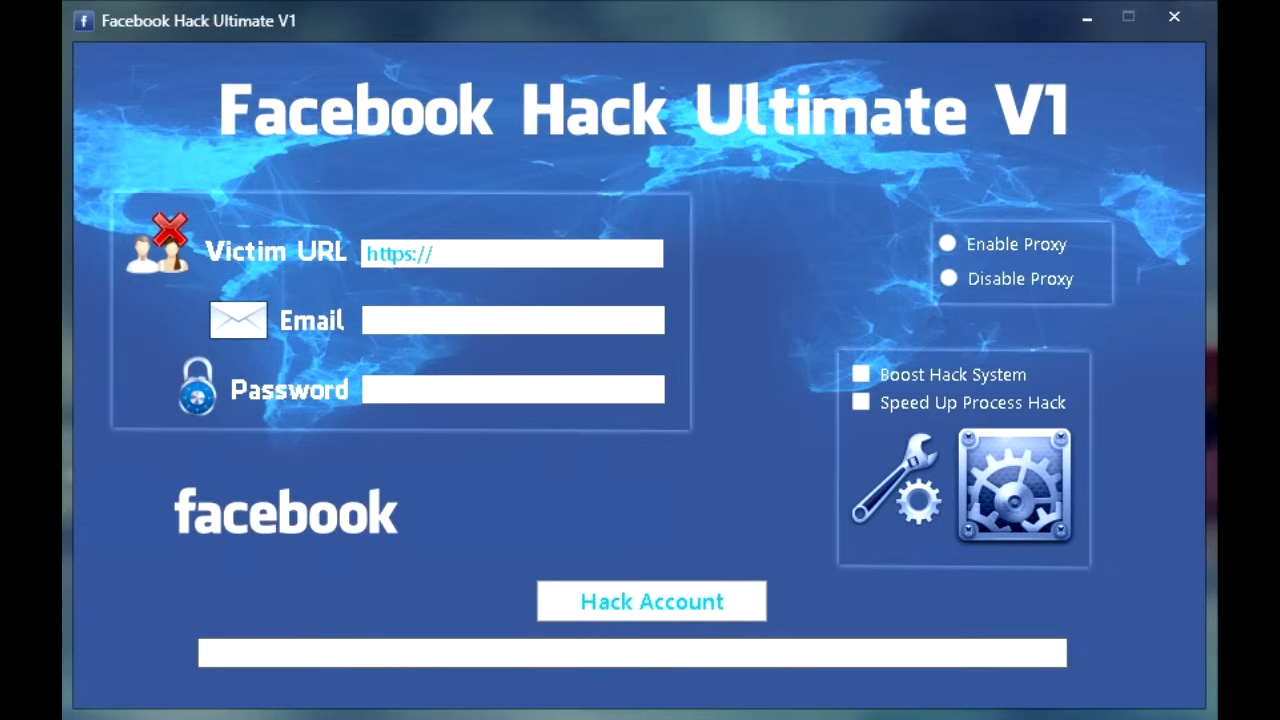 Facebook Hack Ultimate V1
Facebook Hack Ultimate V1
Victim URL https://
Enable Proxy
Disable Proxy
Email
Boost Hack System
Password
Speed Up Process Hack
facebook
Hack Account